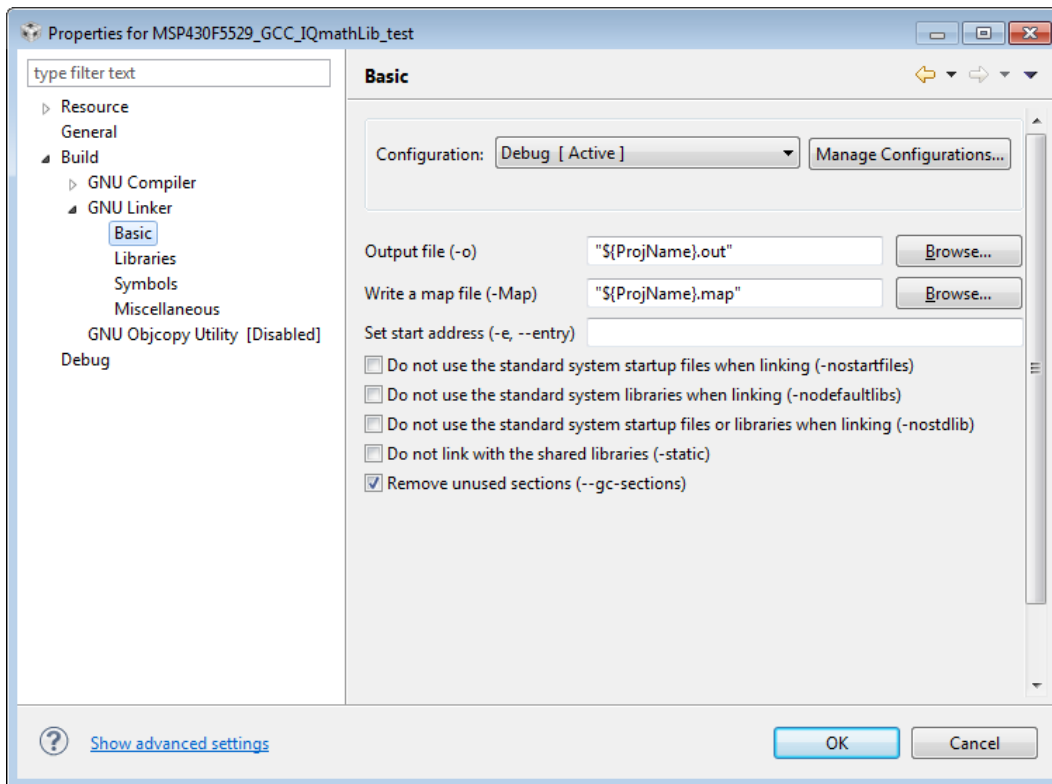 Properties for MSP430F5529_GCC_IQmathLib_test
type filter text
Resource
General
Build
GNU Compiler
GNU Linker
Basic
Libraries
Symbols
Miscellaneous
GNU Objcopy Utility [Disabled]
Debug
Basic
Configuration: Debug [ Active ] Manage Configurations...
Output file (-o) "${ProjName}.out" Browse...
Write a map file (-Map) "${ProjName}.map" Browse...
Set start address (-e, --entry)
Do not use the standard system startup files when linking (-nostartfiles)
Do not use the standard system libraries when linking (-nodefaultlibs)
Do not use the standard system startup files or libraries when linking (-nostdlib)
Do not link with the shared libraries (-static)
Remove unused sections (--gc-sections)
? Show advanced settings OK Cancel